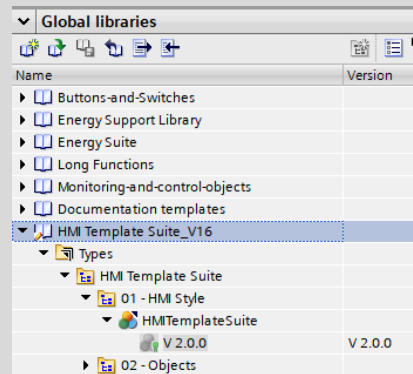 Global libraries
Name Version
Buttons-and-Switches
Energy Support Library
Energy Suite
Long Functions
Monitoring-and-control-objects
Documentation templates
HMI Template Suite_V16
Types
HMI Template Suite
01 - HMI Style
HMITemplateSuite
V 2.0.0 V 2.0.0
02 - Objects